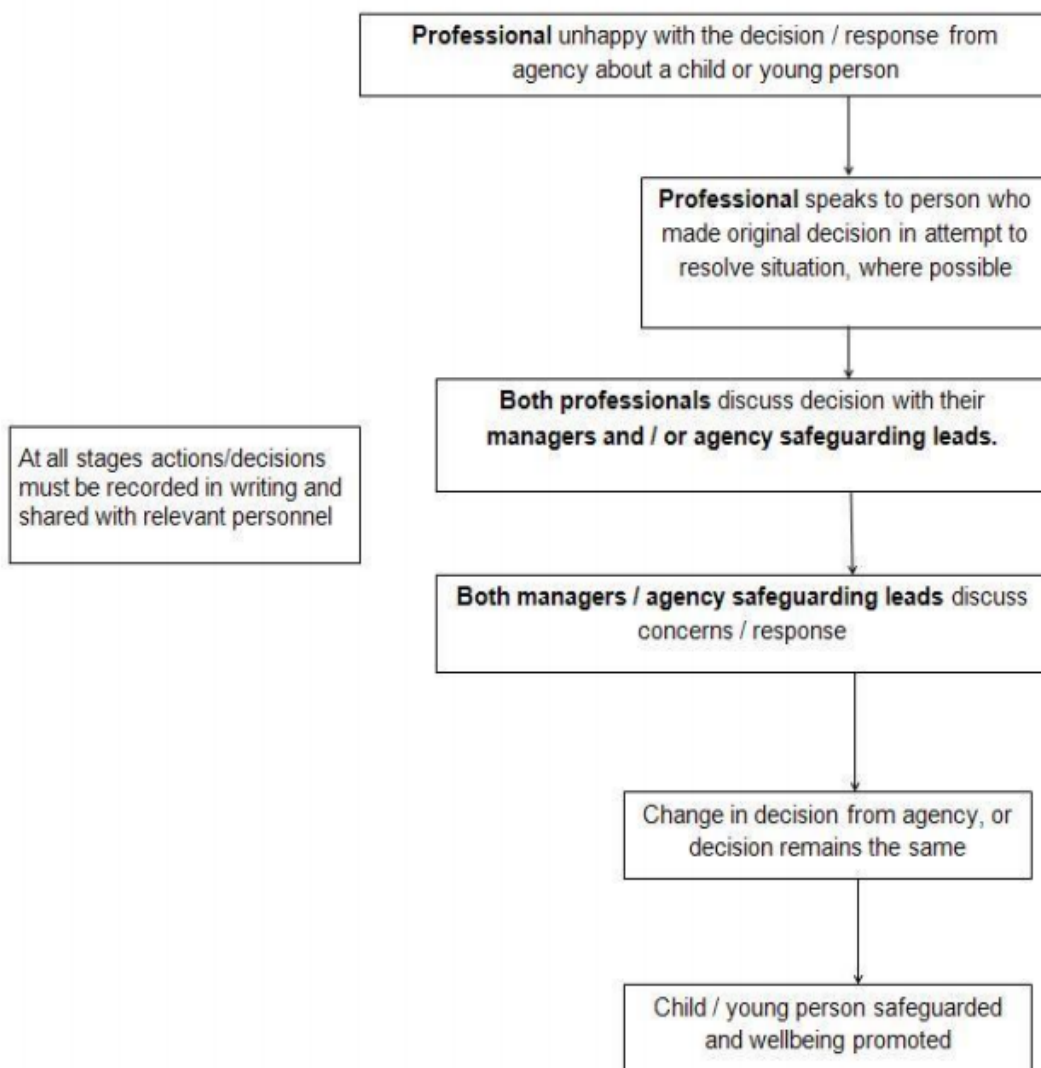 Professional unhappy with the decision / response from
agency about a child or young person
Professional speaks to person who
made original decision in attempt to
resolve situation, where possible
Both professionals discuss decision with their
managers and / or agency safeguarding leads.
At all stages actions/decisions
must be recorded in writing and
shared with relevant personnel
Both managers / agency safeguarding leads discuss
concerns / response
Change in decision from agency, or
decision remains the same
Child / young person safeguarded
and wellbeing promoted